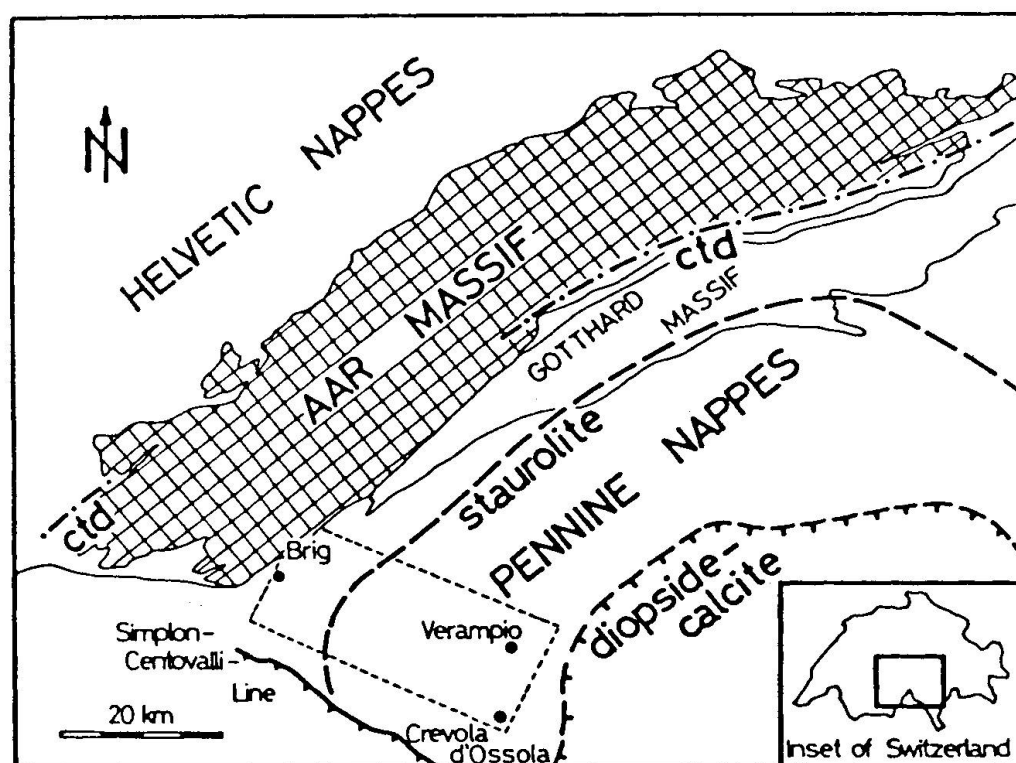 N
HELVETIC NAPPES
AAR MASSIF
ctd
GOTTHARD MASSIF
staurolite
PENNINE NAPPES
ctd
Brig
diopside-
calcite
Verampio
Simplon-
Centovalli-
Line
20 km
Crevola
d'Ossola
Inset of Switzerland